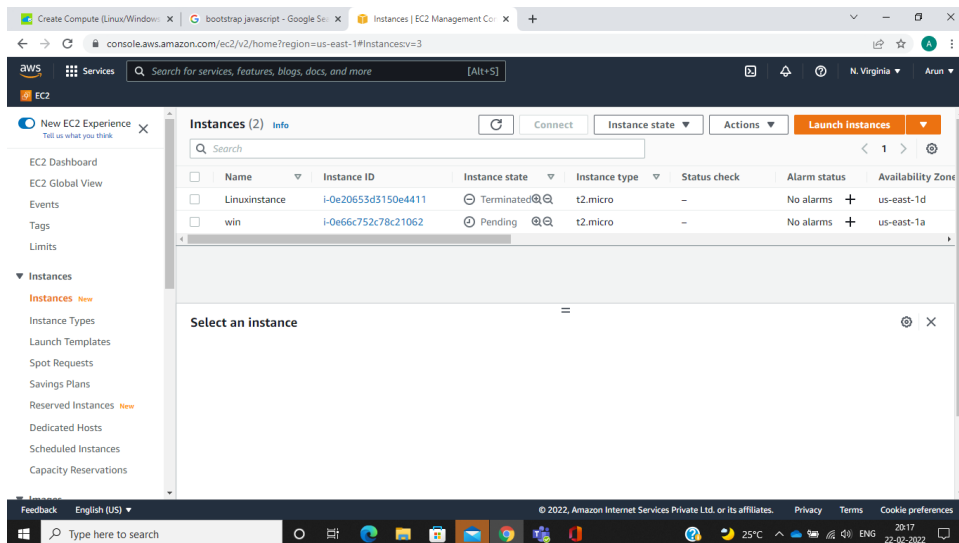 Create Compute (Linux/Windows
bootstrap javascript - Google Se
Instances | EC2 Management Con
console.aws.amazon.com/ec2/v2/home?region=us-east-1#Instances:v=3
A
aws
Services
Search for services, features, blogs, docs, and more [Alt+S]
N. Virginia
Arun
EC2
New EC2 Experience
Tell us what you think
EC2 Dashboard
EC2 Global View
Events
Tags
Limits
Instances
Instances New
Instance Types
Launch Templates
Spot Requests
Savings Plans
Reserved Instances New
Dedicated Hosts
Scheduled Instances
Capacity Reservations
Images
Instances (2) Info
Connect
Instance state
Actions
Launch instances
Search
1
Name Instance ID Instance state Instance type Status check Alarm status Availability Zone
Linuxinstance i-0e20653d3150e4411 Terminated t2.micro – No alarms + us-east-1d
win i-0e66c752c78c21062 Pending t2.micro – No alarms + us-east-1a
Select an instance
Feedback English (US) © 2022, Amazon Internet Services Private Ltd. or its affiliates. Privacy Terms Cookie preferences
Type here to search
25°C
ENG
20:17
22-02-2022